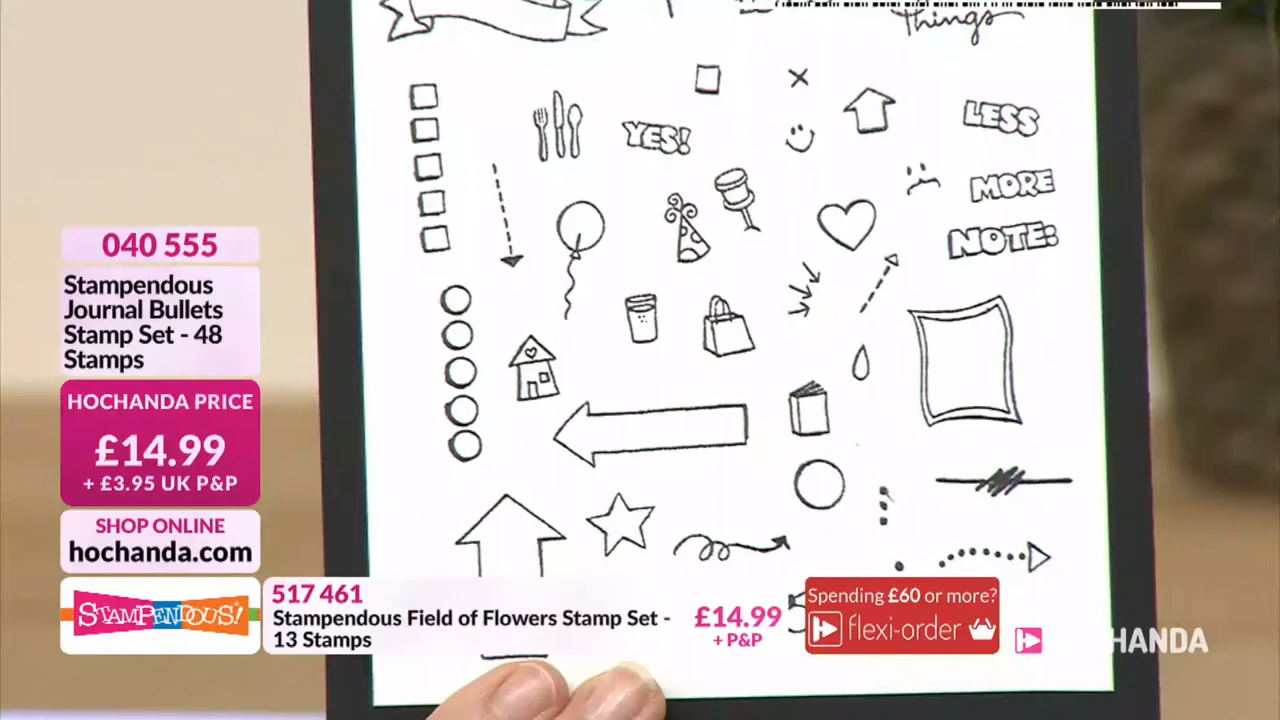 Things
YES!
LESS
MORE
NOTE:
040 555
Stampendous
Journal Bullets
Stamp Set - 48
Stamps
HOCHANDA PRICE
£14.99
+ £3.95 UK P&P
SHOP ONLINE
hochanda.com
STAMPENDOUS!
517 461
Stampendous Field of Flowers Stamp Set -
13 Stamps
£14.99
+ P&P
Spending £60 or more?
flexi-order
HANDA